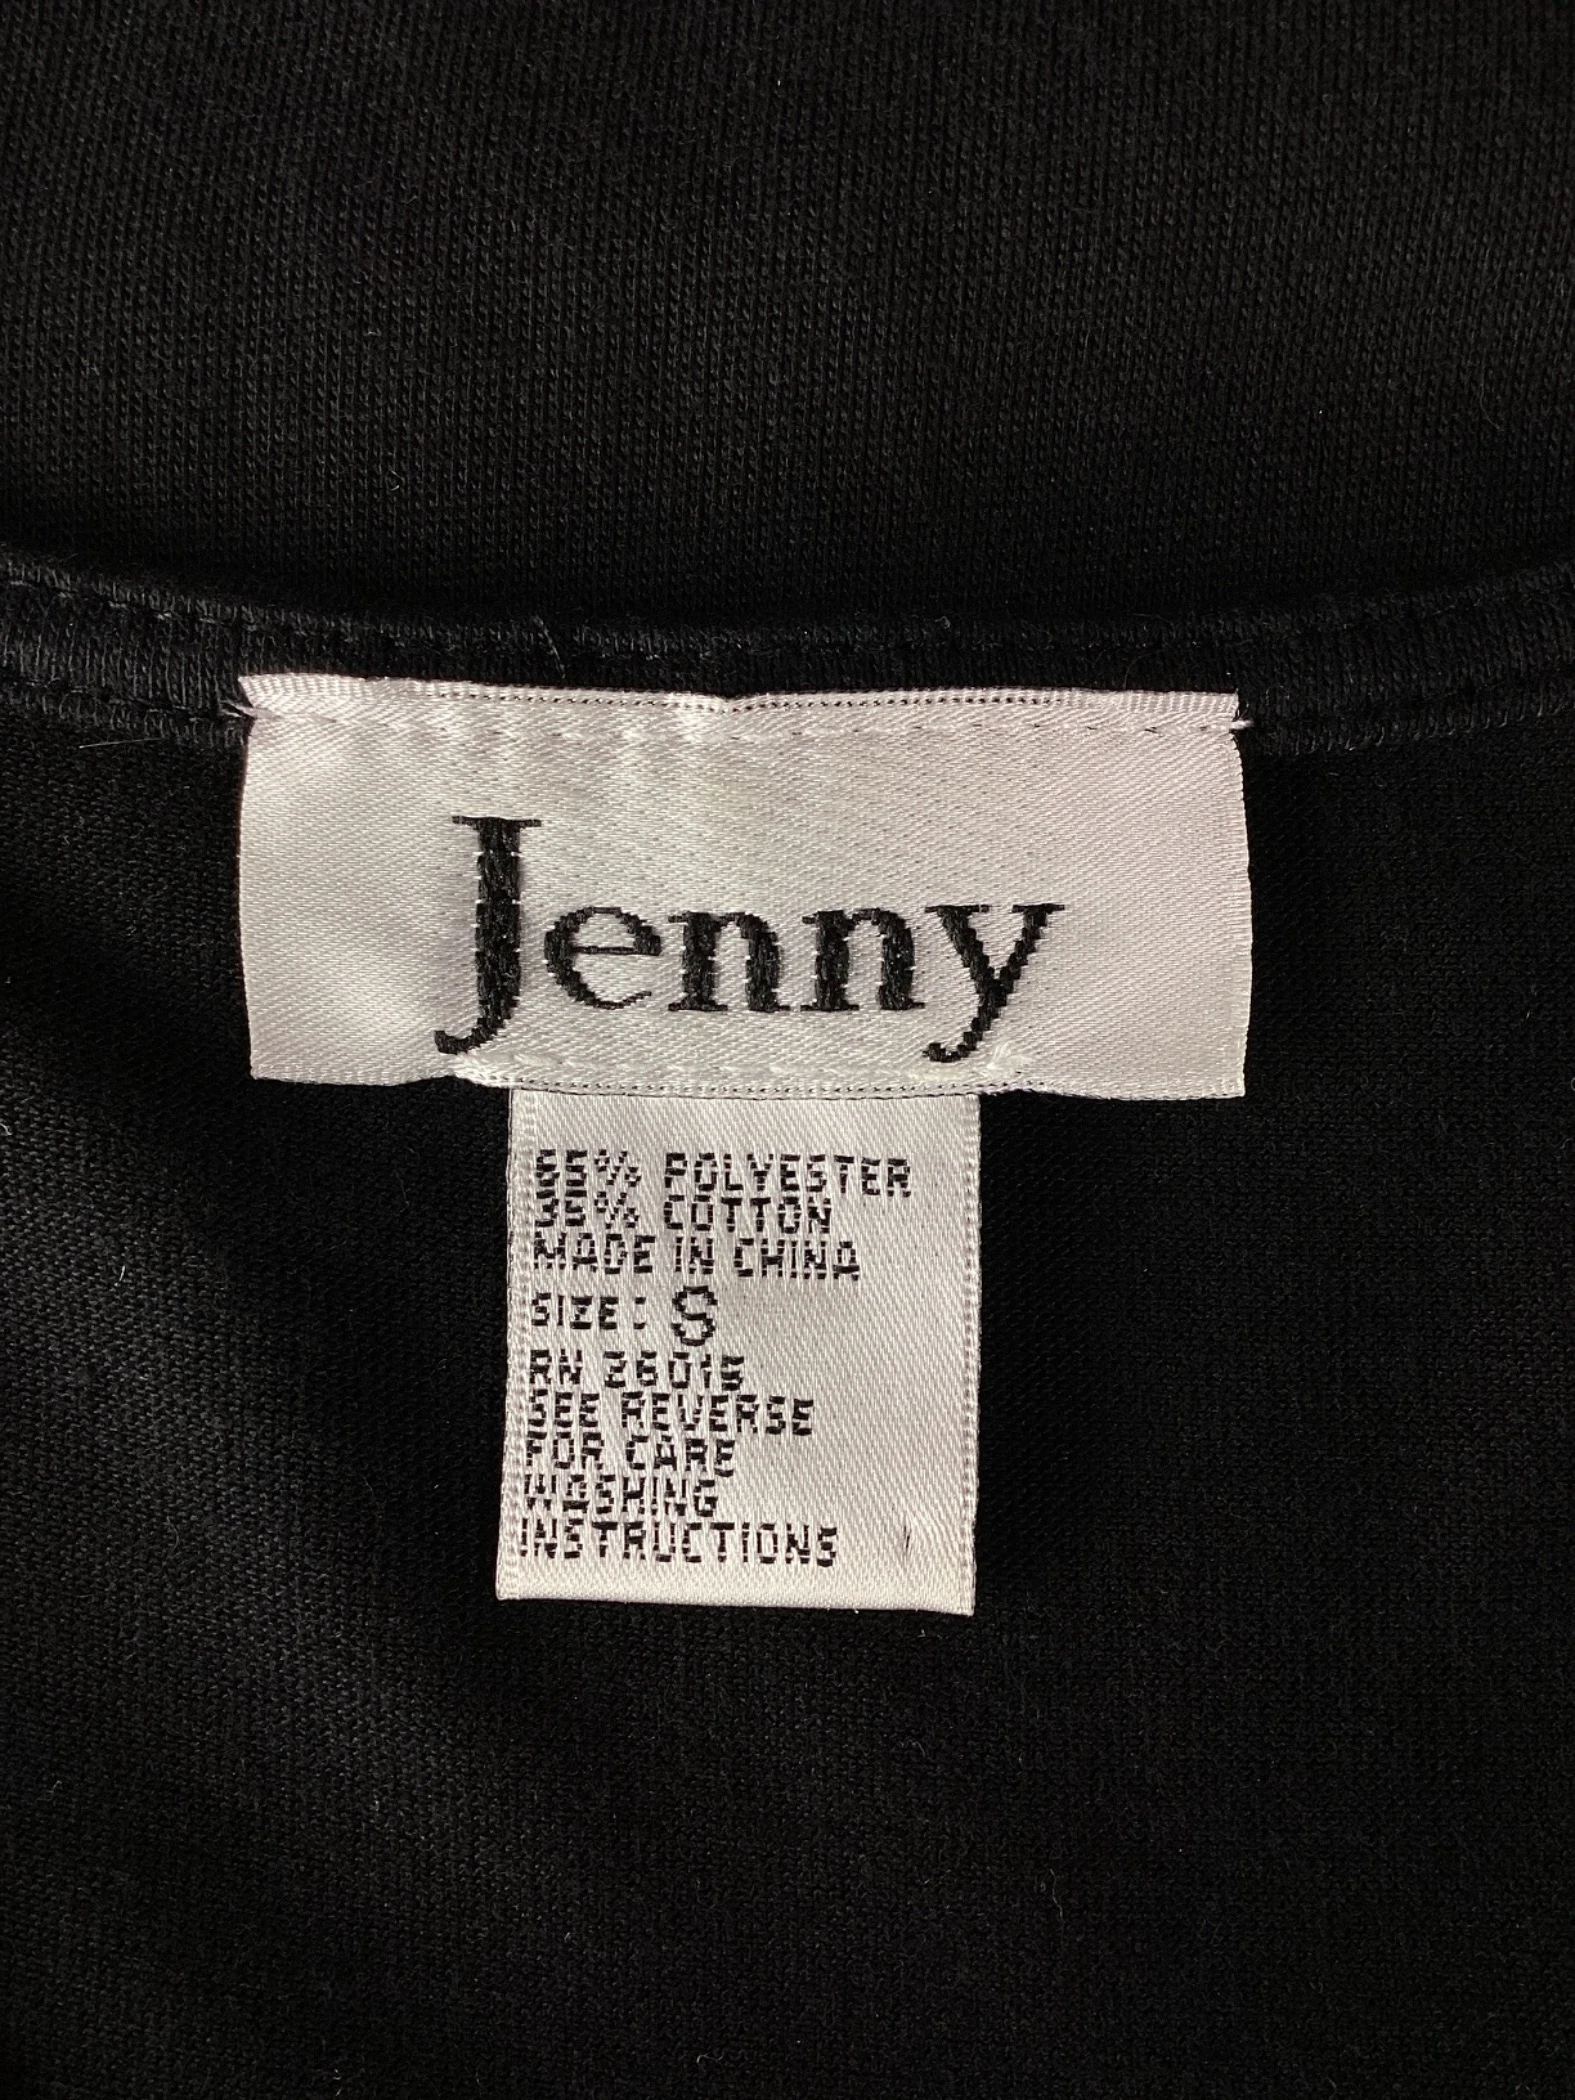 Jenny
65% POLYESTER
35% COTTON
MADE IN CHINA
SIZE: S
RN 26015
SEE REVERSE
FOR CARE
WASHING
INSTRUCTIONS